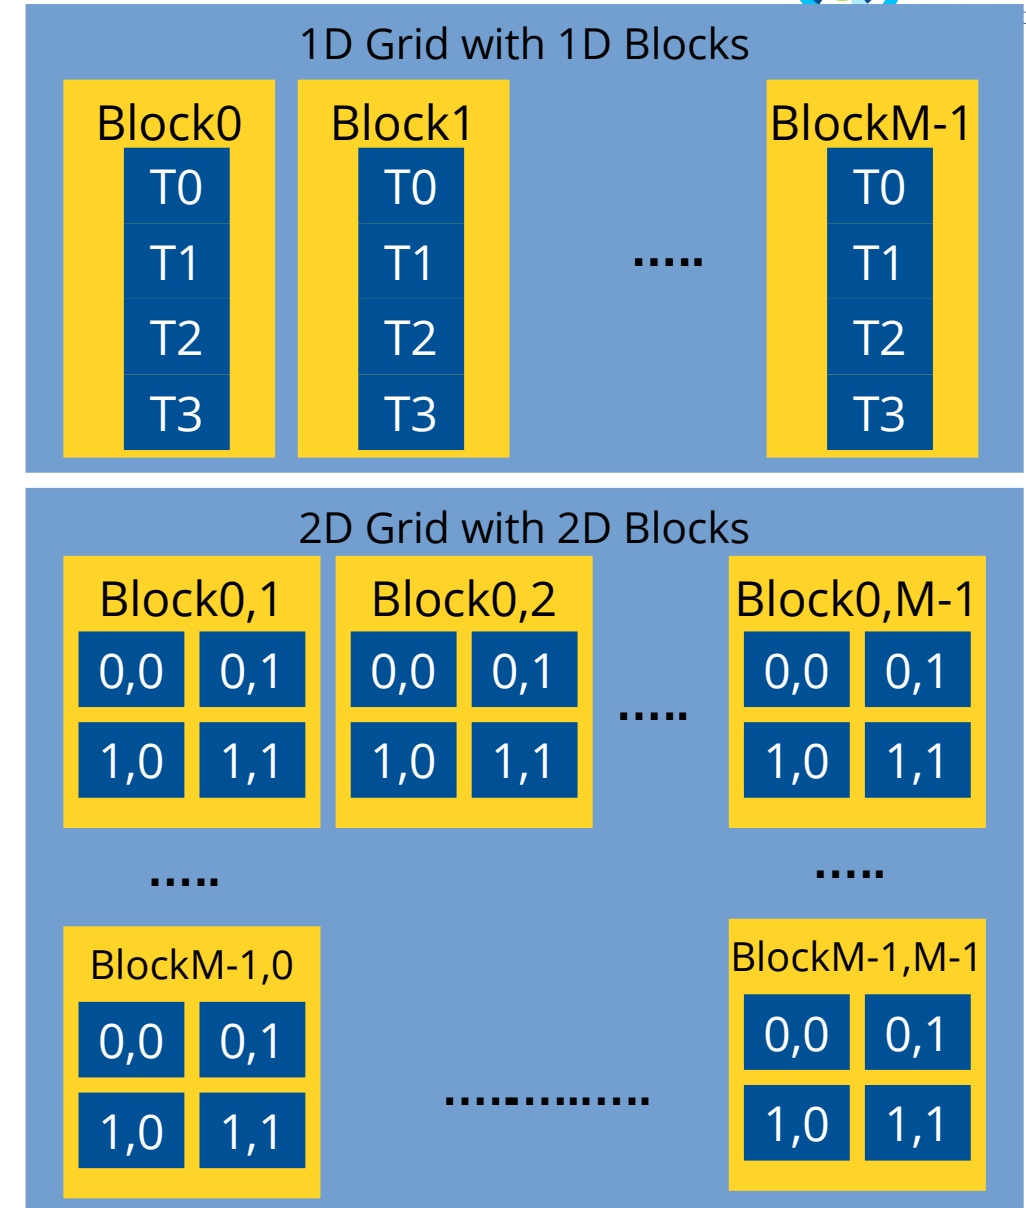 1D Grid with 1D Blocks
Block0 Block1 BlockM-1
T0 T0 T0
T1 T1 ..... T1
T2 T2 T2
T3 T3 T3
2D Grid with 2D Blocks
Block0,1 Block0,2 Block0,M-1
0,0 0,1 0,0 0,1 0,0 0,1
.....
1,0 1,1 1,0 1,1 1,0 1,1
..... .....
BlockM-1,0 BlockM-1,M-1
0,0 0,1 0,0 0,1
1,0 1,1 ............... 1,0 1,1